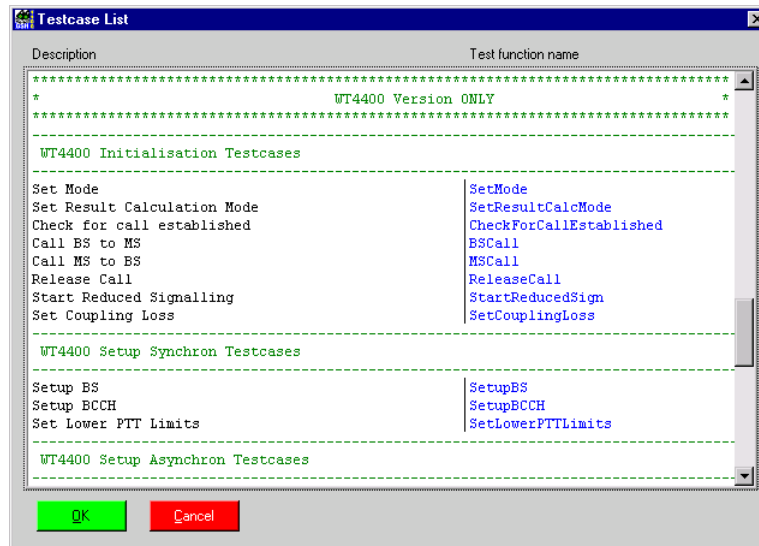 Testcase List
Description Test function name
***********************************************************************************
* WT4400 Version ONLY *
***********************************************************************************
-----------------------------------------------------------------------------------
WT4400 Initialisation Testcases
-----------------------------------------------------------------------------------
Set Mode SetMode
Set Result Calculation Mode SetResultCalcMode
Check for call established CheckForCallEstablished
Call BS to MS BSCall
Call MS to BS MSCall
Release Call ReleaseCall
Start Reduced Signalling StartReducedSign
Set Coupling Loss SetCouplingLoss
-----------------------------------------------------------------------------------
WT4400 Setup Synchron Testcases
-----------------------------------------------------------------------------------
Setup BS SetupBS
Setup BCCH SetupBCCH
Set Lower PTT Limits SetLowerPTTLimits
-----------------------------------------------------------------------------------
WT4400 Setup Asynchron Testcases
-----------------------------------------------------------------------------------
OK Cancel